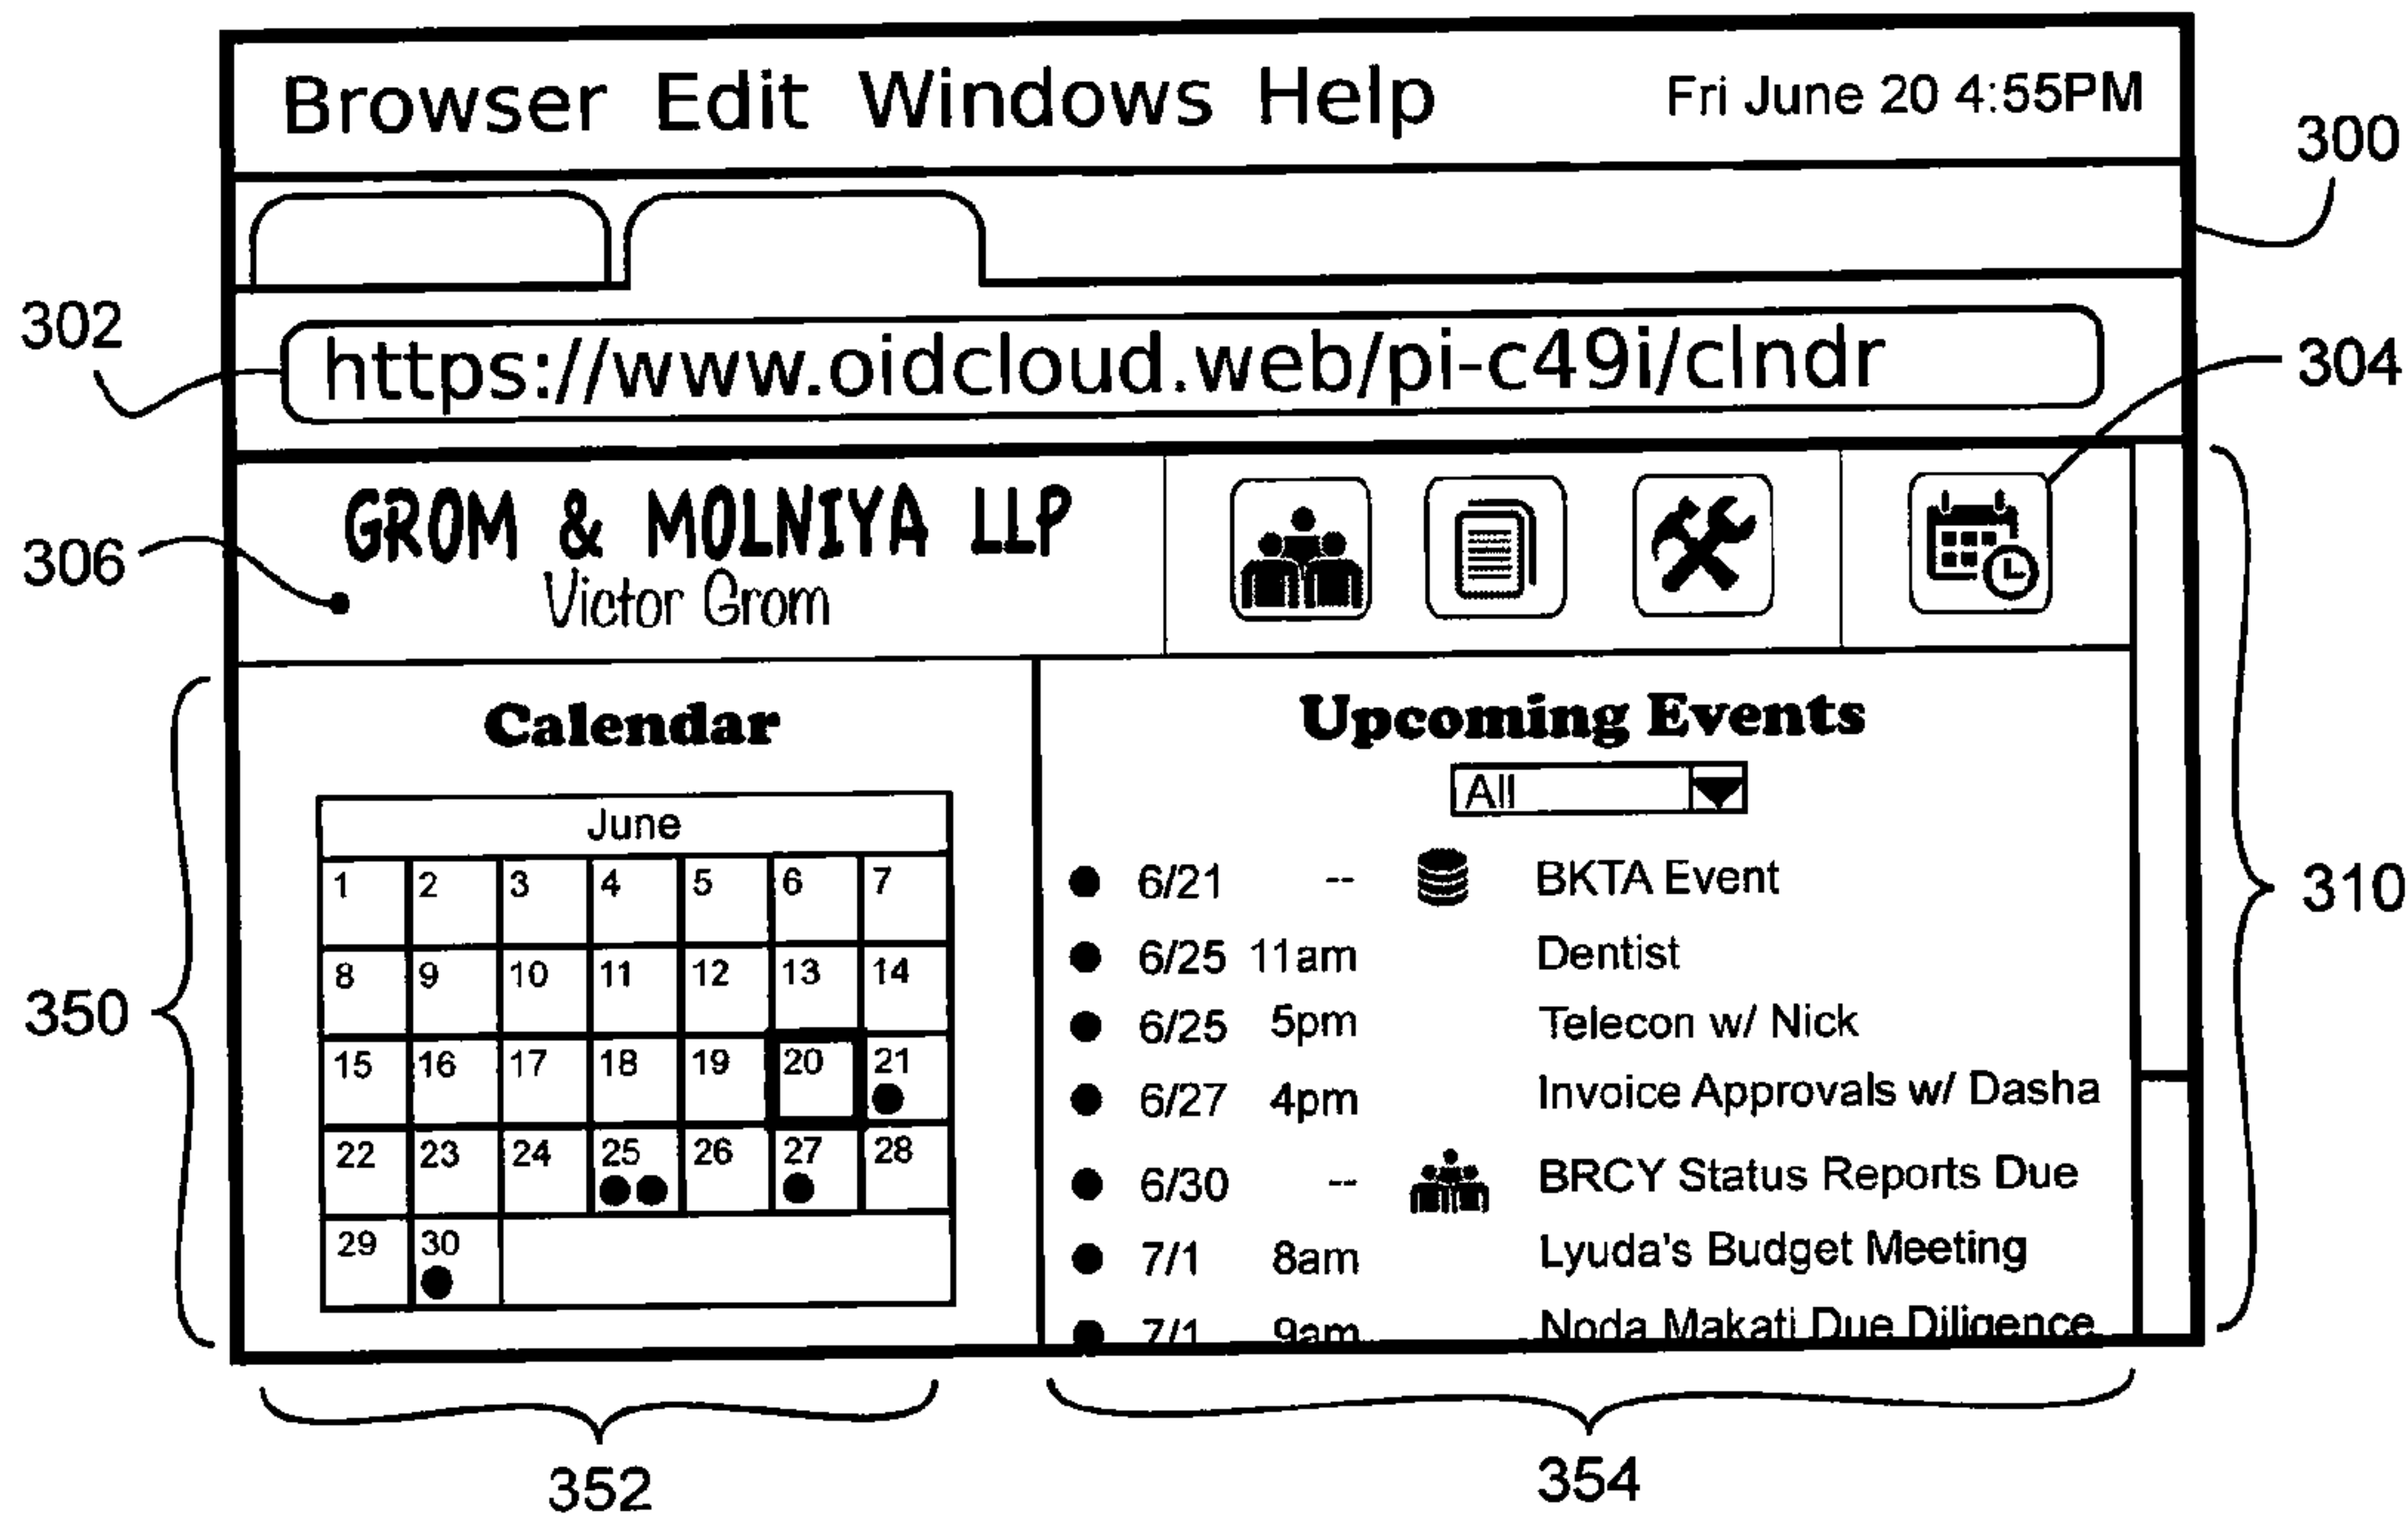 Browser Edit Windows Help Fri June 20 4:55PM
300
302
https://www.oidcloud.web/pi-c49i/clndr
304
GROM & MOLNIYA LLP
306
Victor Grom
Calendar
Upcoming Events
All
June
1 2 3 4 5 6 7
8 9 10 11 12 13 14
15 16 17 18 19 20 21
22 23 24 25 26 27 28
29 30
6/21 -- BKTA Event
6/25 11am Dentist
6/25 5pm Telecon w/ Nick
6/27 4pm Invoice Approvals w/ Dasha
6/30 -- BRCY Status Reports Due
7/1 8am Lyuda's Budget Meeting
7/1 9am Noda Makati Due Diligence
310
350
352
354